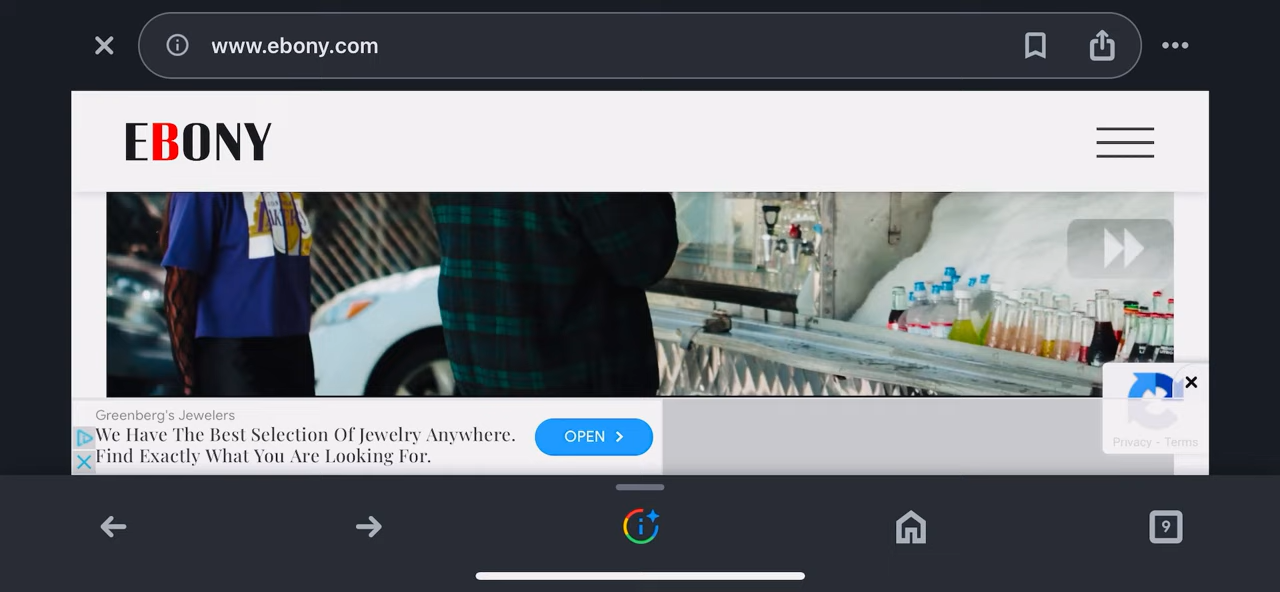 www.ebony.com
EBONY
LAKERS
Greenberg's Jewelers
We Have The Best Selection Of Jewelry Anywhere.
Find Exactly What You Are Looking For.
OPEN
Privacy - Terms
9